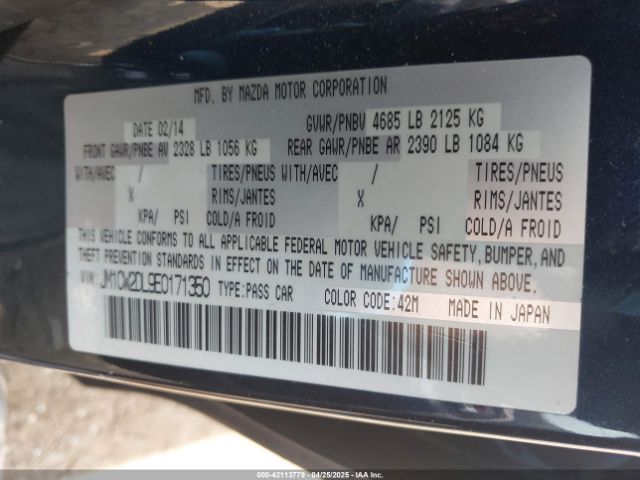 MFD. BY MAZDA MOTOR CORPORATION
DATE 02/14 GVWR/PNBV 4685 LB 2125 KG
FRONT GAWR/PNBE AV 2328 LB 1056 KG REAR GAWR/PNBE AR 2390 LB 1084 KG
WITH/AVEC / TIRES/PNEUS WITH/AVEC / TIRES/PNEUS
X RIMS/JANTES X RIMS/JANTES
KPA/ PSI COLD/A FROID KPA/ PSI COLD/A FROID
THIS VEHICLE CONFORMS TO ALL APPLICABLE FEDERAL MOTOR VEHICLE SAFETY,BUMPER,AND
THEFT PREVENTION STANDARDS IN EFFECT ON THE DATE OF MANUFACTURE SHOWN ABOVE.
VIN: JM1CW2DL9E0171350 TYPE:PASS CAR COLOR CODE:42M MADE IN JAPAN
000-42113779 - 04/25/2025 - IAAI.com